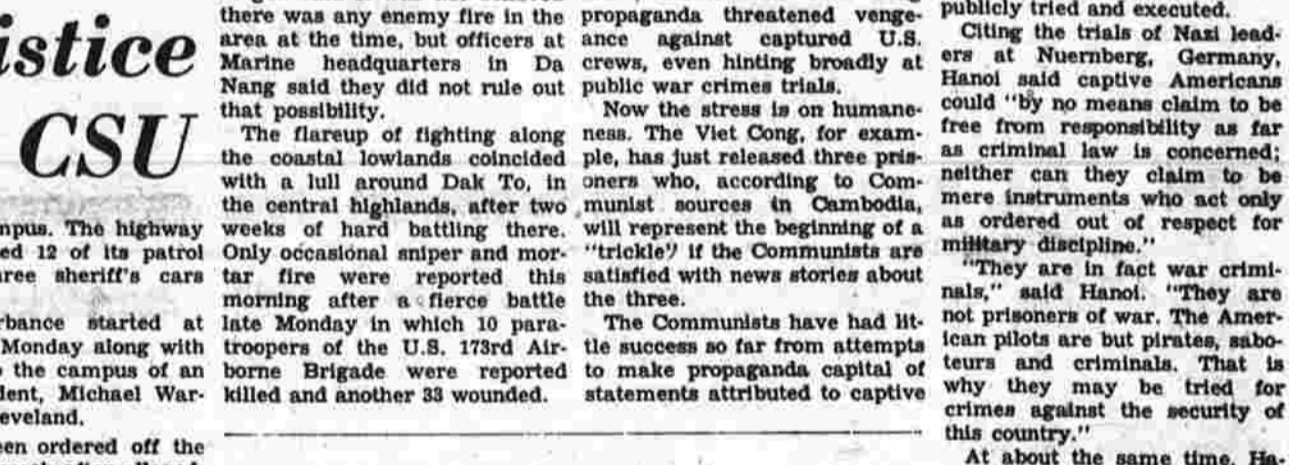 istice
CSU
mpus. The highway
ed 12 of its patrol
ree sheriff's cars
rbance started at
Monday along with
the campus of an
dent, Michael War-
eveland.
een ordered off the
there was any enemy fire in the
area at the time, but officers at
Marine headquarters in Da
Nang said they did not rule out
that possibility.
The flareup of fighting along
the coastal lowlands coincided
with a lull around Dak To, in
the central highlands, after two
weeks of hard battling there.
Only occasional sniper and mor-
tar fire were reported this
morning after a fierce battle
late Monday in which 10 para-
troopers of the U.S. 173rd Air-
borne Brigade were reported
killed and another 33 wounded.
propaganda threatened venge-
ance against captured U.S.
crews, even hinting broadly at
public war crimes trials.
Now the stress is on humane-
ness. The Viet Cong, for exam-
ple, has just released three pris-
oners who, according to Com-
munist sources in Cambodia,
will represent the beginning of a
"trickle" if the Communists are
satisfied with news stories about
the three.
The Communists have had lit-
tle success so far from attempts
to make propaganda capital of
statements attributed to captive
publicly tried and executed.
Citing the trials of Nazi lead-
ers at Nuernberg, Germany,
Hanoi said captive Americans
could "by no means claim to be
free from responsibility as far
as criminal law is concerned;
neither can they claim to be
mere instruments who act only
as ordered out of respect for
military discipline."
"They are in fact war crimi-
nals," said Hanoi. "They are
not prisoners of war. The Amer-
ican pilots are but pirates, sabo-
teurs and criminals. That is
why they may be tried for
crimes against the security of
this country."
At about the same time, Ha-